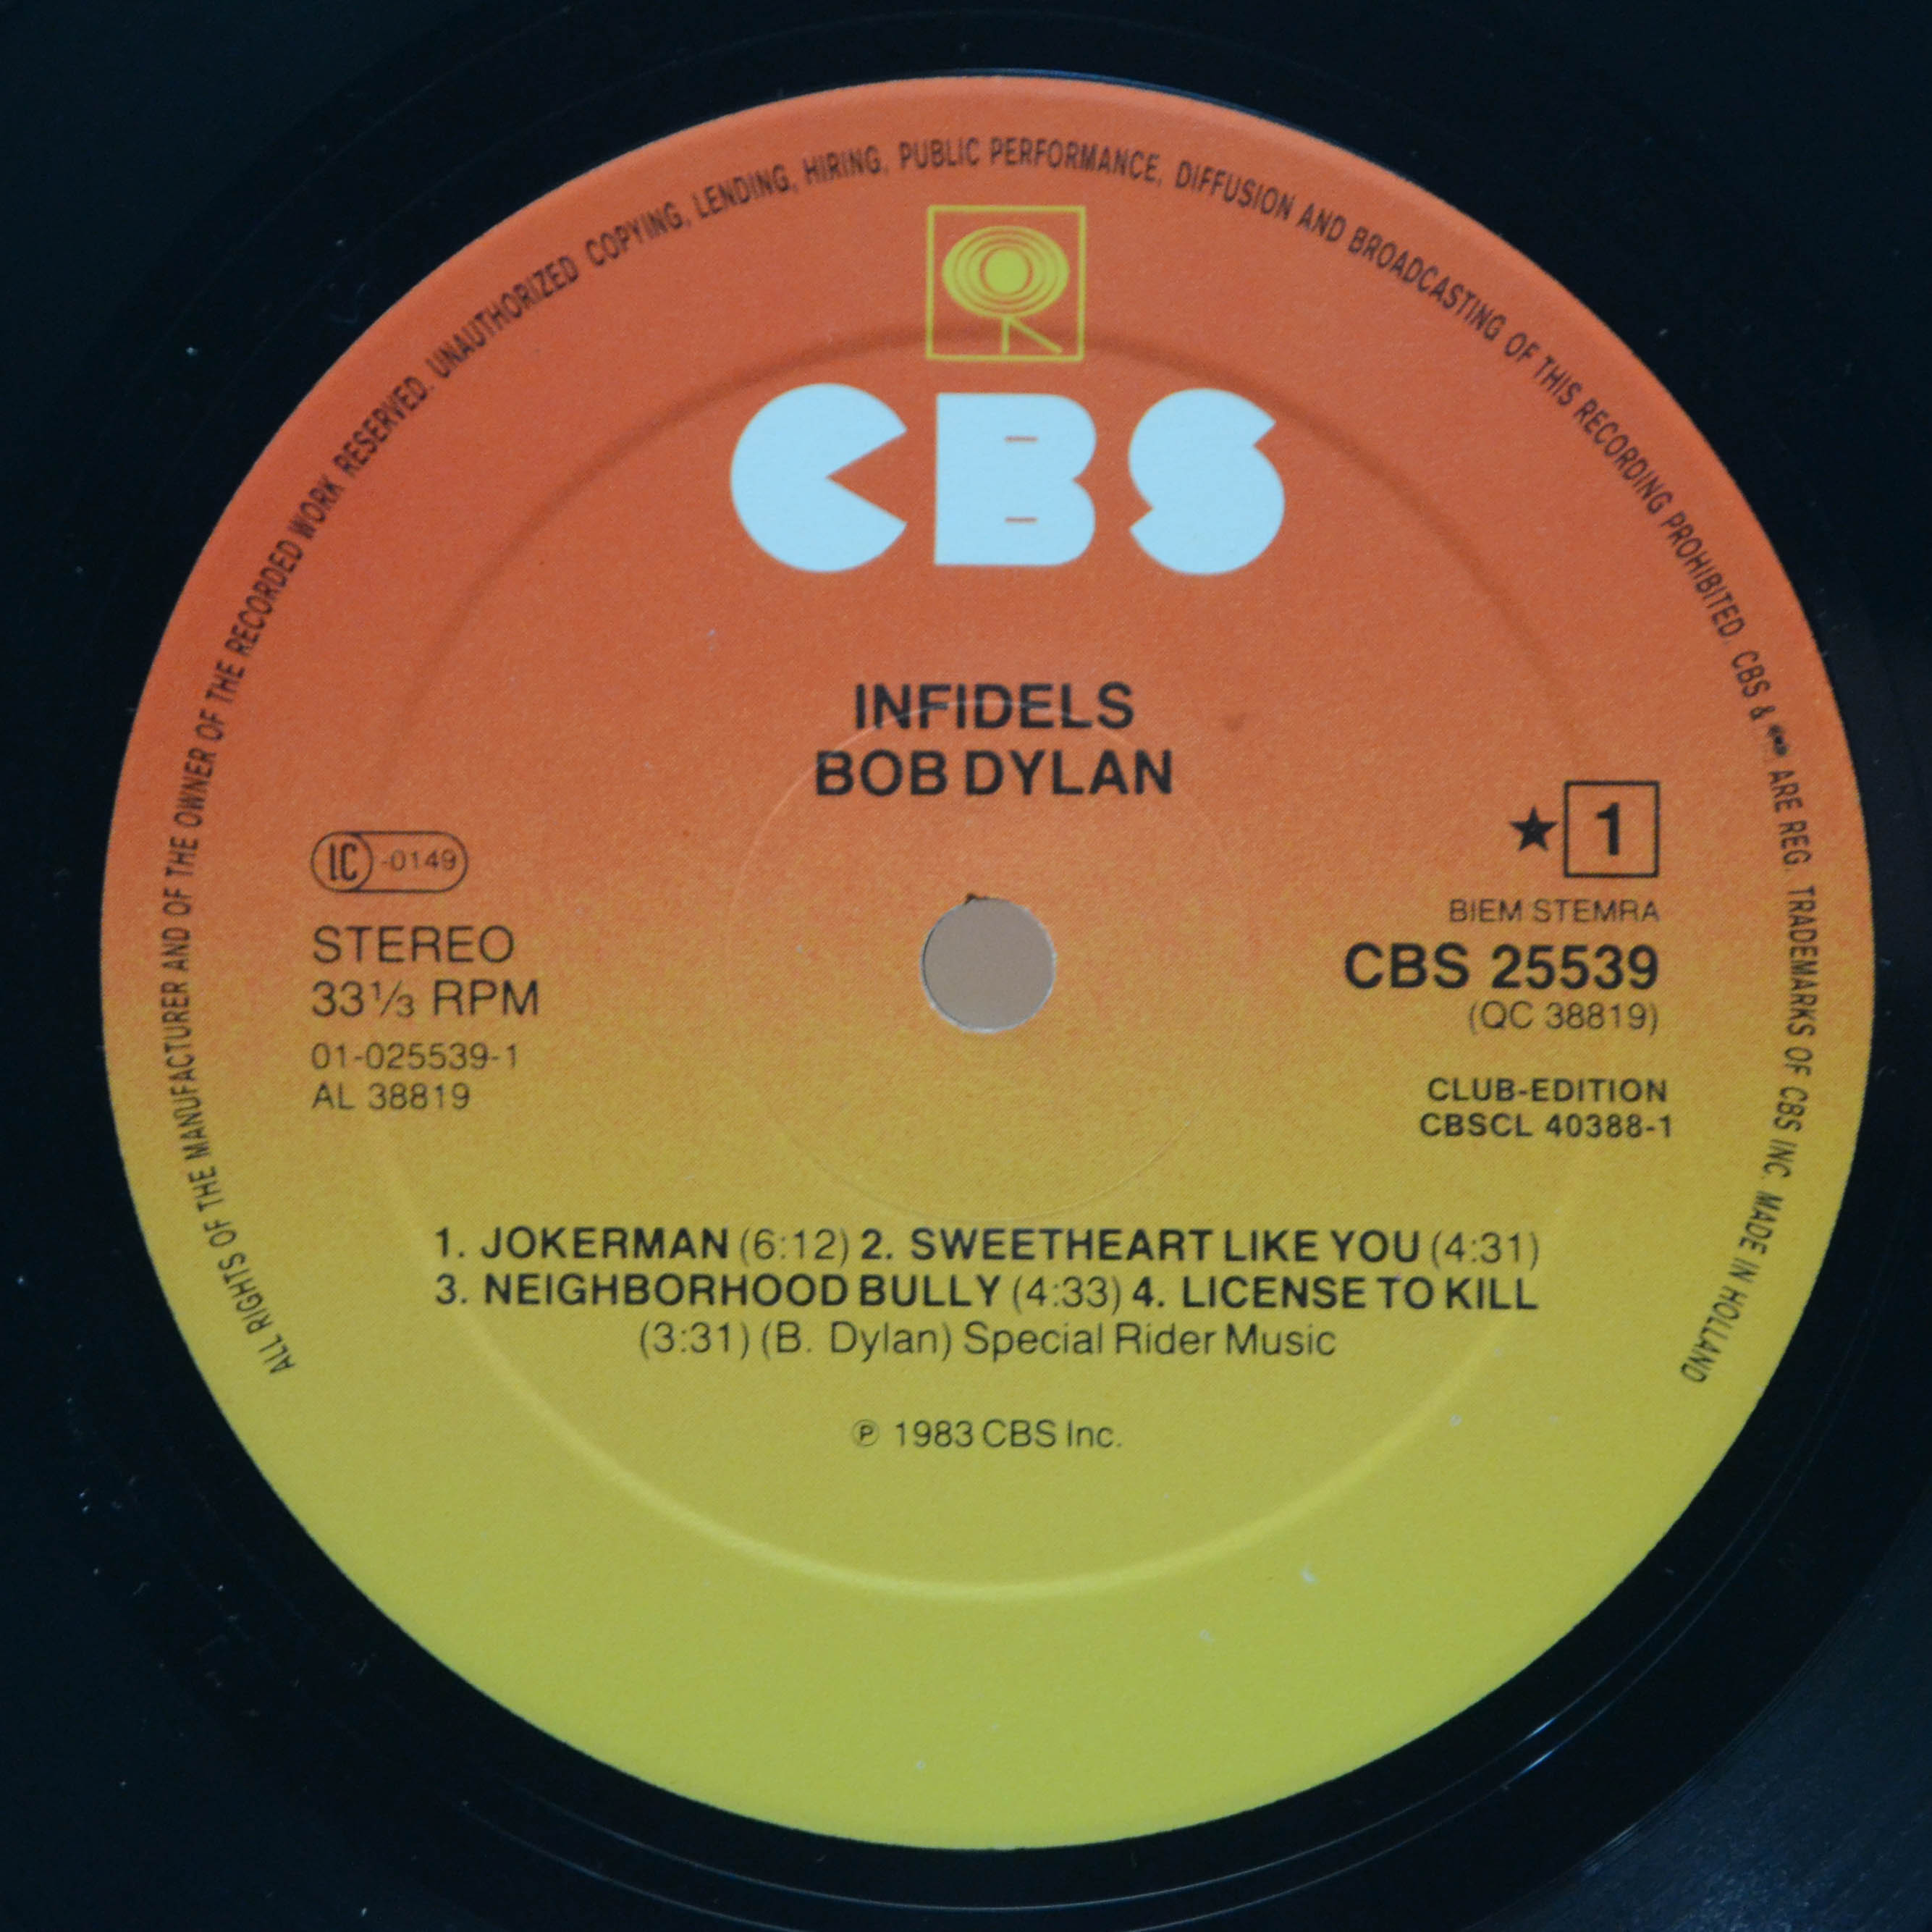 ALL RIGHTS OF THE MANUFACTURER AND OF THE OWNER OF THE RECORDED WORK RESERVED. UNAUTHORIZED COPYING, LENDING, HIRING, PUBLIC PERFORMANCE, DIFFUSION AND BROADCASTING OF THIS RECORDING PROHIBITED. CBS & ARE REG. TRADEMARKS OF CBS INC. MADE IN HOLLAND
CBS
INFIDELS
BOB DYLAN
LC -0149
STEREO
33⅓ RPM
01-025539-1
AL 38819
★ 1
BIEM STEMRA
CBS 25539
(QC 38819)
CLUB-EDITION
CBSCL 40388-1
1. JOKERMAN (6:12) 2. SWEETHEART LIKE YOU (4:31)
3. NEIGHBORHOOD BULLY (4:33) 4. LICENSE TO KILL
(3:31) (B. Dylan) Special Rider Music
℗ 1983 CBS Inc.